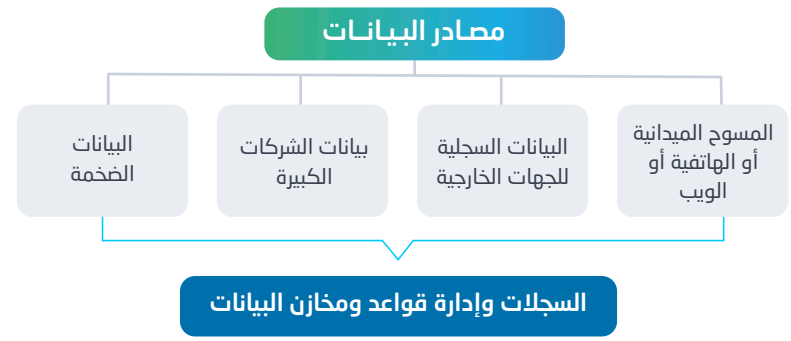 مصادر البيانات
المسوح الميدانية
أو الهاتفية أو
الويب
البيانات السجلية
للجهات الخارجية
بيانات الشركات
الكبيرة
البيانات
الضخمة
السجلات وإدارة قواعد ومخازن البيانات